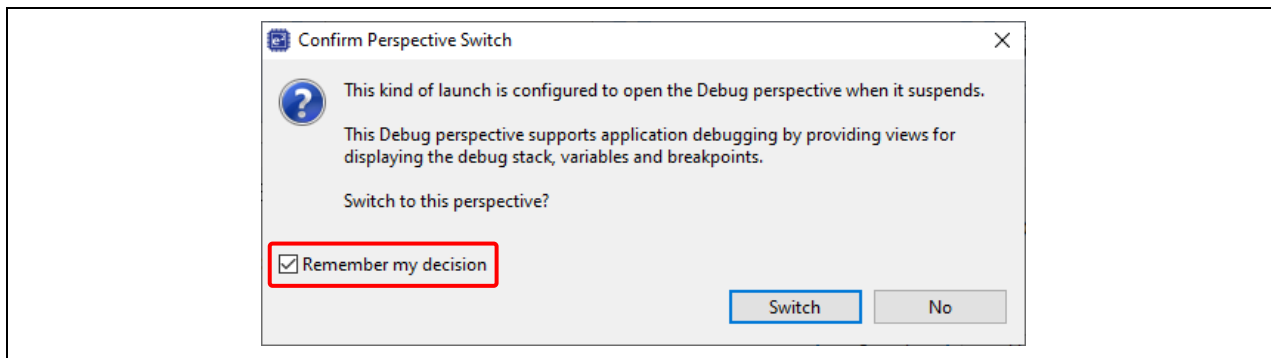 Confirm Perspective Switch
This kind of launch is configured to open the Debug perspective when it suspends.
This Debug perspective supports application debugging by providing views for
displaying the debug stack, variables and breakpoints.
Switch to this perspective?
Remember my decision
Switch
No